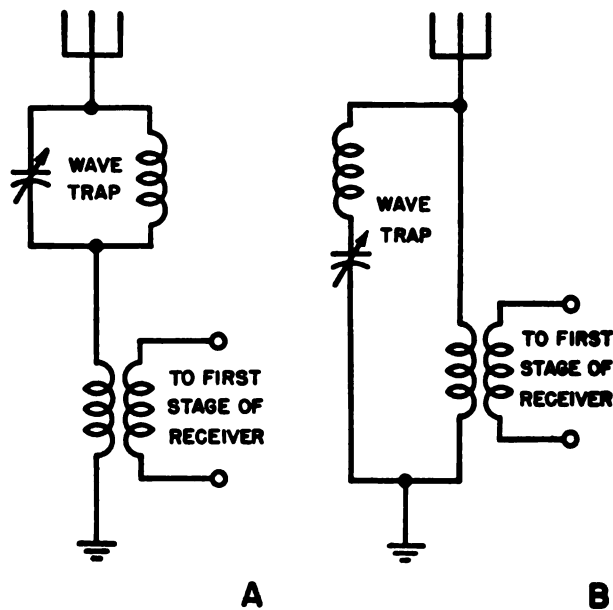 WAVE
TRAP
TO FIRST
STAGE OF
RECEIVER
A
WAVE
TRAP
TO FIRST
STAGE OF
RECEIVER
B